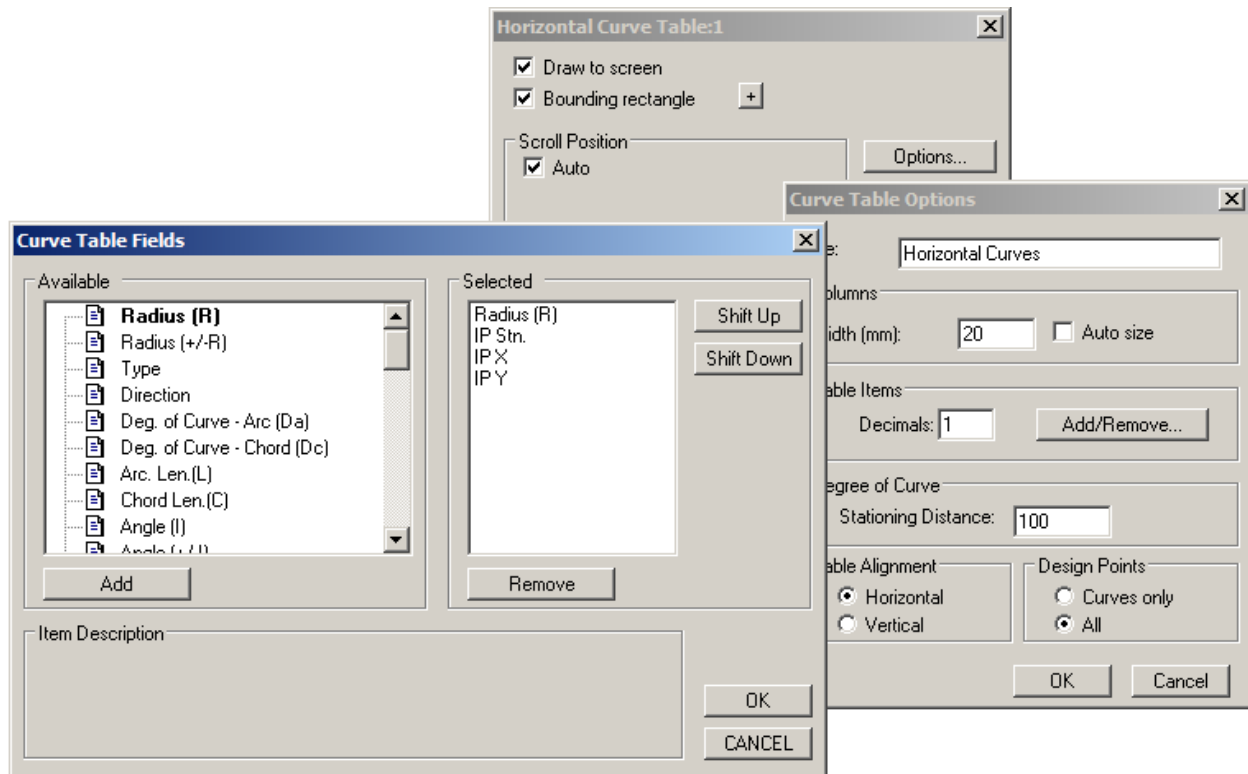 Horizontal Curve Table:1
Draw to screen
Bounding rectangle
+
Scroll Position
Auto
Options...
Curve Table Options
Horizontal Curves
20
Auto size
Decimals: 1
Add/Remove...
Stationing Distance: 100
Horizontal
Vertical
Design Points
Curves only
All
OK
Cancel
Curve Table Fields
Available
Radius (R)
Radius (+/-R)
Type
Direction
Deg. of Curve - Arc (Da)
Deg. of Curve - Chord (Dc)
Arc. Len.(L)
Chord Len.(C)
Angle (I)
Add
Selected
Radius (R)
IP Stn.
IP X
IP Y
Remove
Shift Up
Shift Down
Item Description
OK
CANCEL